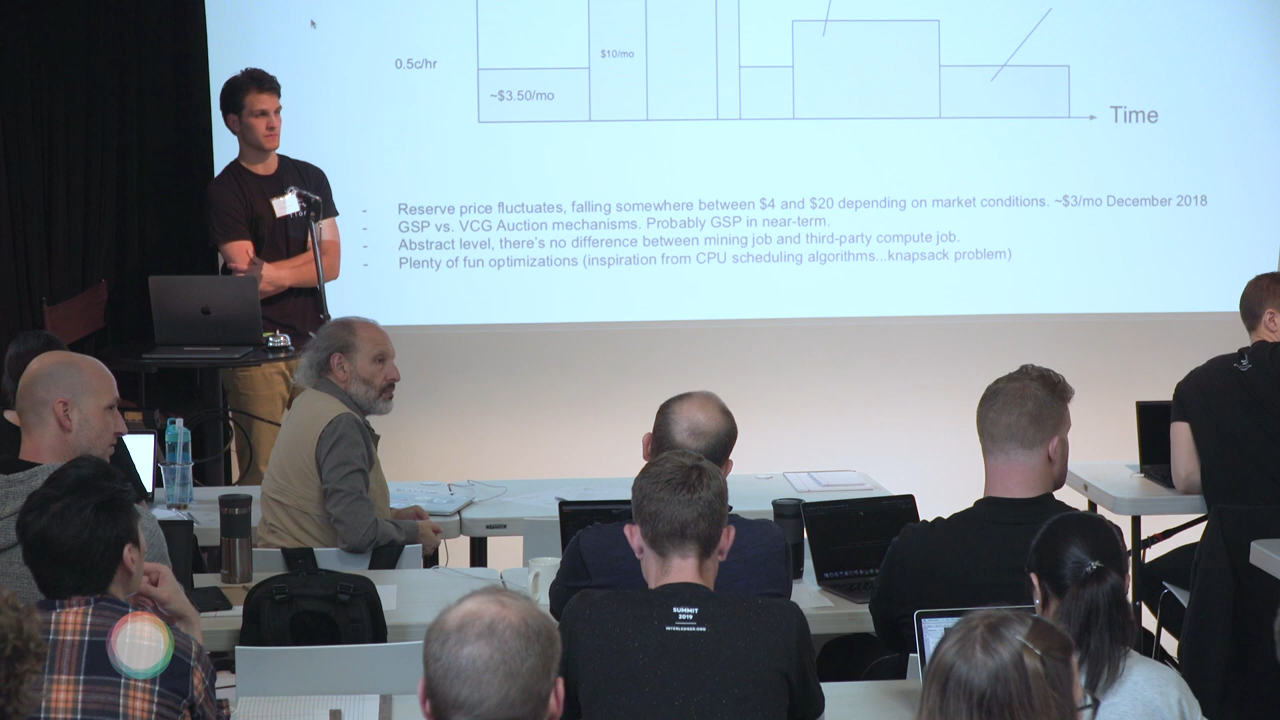 0.5c/hr
$10/mo
~$3.50/mo
Time
- Reserve price fluctuates, falling somewhere between $4 and $20 depending on market conditions. ~$3/mo December 2018
- GSP vs. VCG Auction mechanisms. Probably GSP in near-term.
- Abstract level, there's no difference between mining job and third-party compute job.
- Plenty of fun optimizations (inspiration from CPU scheduling algorithms...knapsack problem)
SUMMIT
2019
INTERLEDGER.ORG